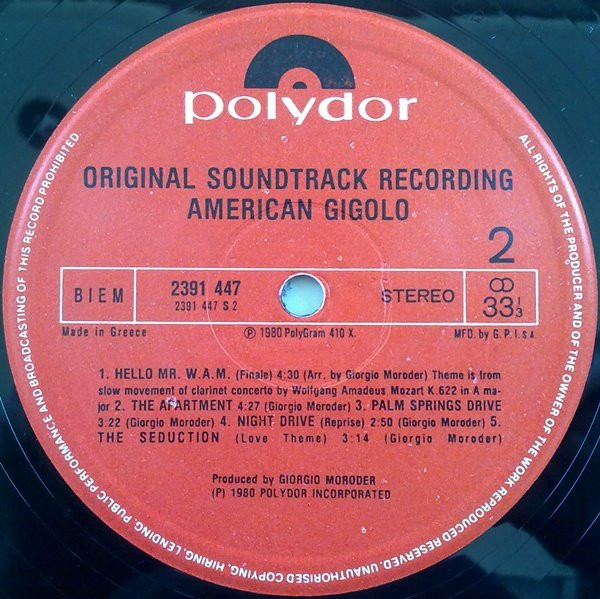 polydor
ORIGINAL SOUNDTRACK RECORDING
AMERICAN GIGOLO
2
BIEM
2391 447
2391 447 S 2
STEREO
33 1/3
Made in Greece
Ⓟ 1980 PolyGram 410 X.
MFD. by G. P. I. S.A
1. HELLO MR. W.A.M. (Finale) 4:30 (Arr. by Giorgio Moroder) Theme is from
slow movement of clarinet concerto by Wolfgang Amadeus Mozart K.622 in A ma-
jor 2. THE APARTMENT 4:27 (Giorgio Moroder) 3. PALM SPRINGS DRIVE
3:22 (Giorgio Moroder) 4. NIGHT DRIVE (Reprise) 2:50 (Giorgio Moroder) 5.
THE SEDUCTION (Love Theme) 3:14 (Giorgio Moroder)
Produced by GIORGIO MORODER
(P) 1980 POLYDOR INCORPORATED
ALL RIGHTS OF THE PRODUCER AND OF THE OWNER OF THE WORK REPRODUCED RESERVED. UNAUTHORISED COPYING, HIRING, LENDING, PUBLIC PERFORMANCE AND BROADCASTING OF THIS RECORD PROHIBITED